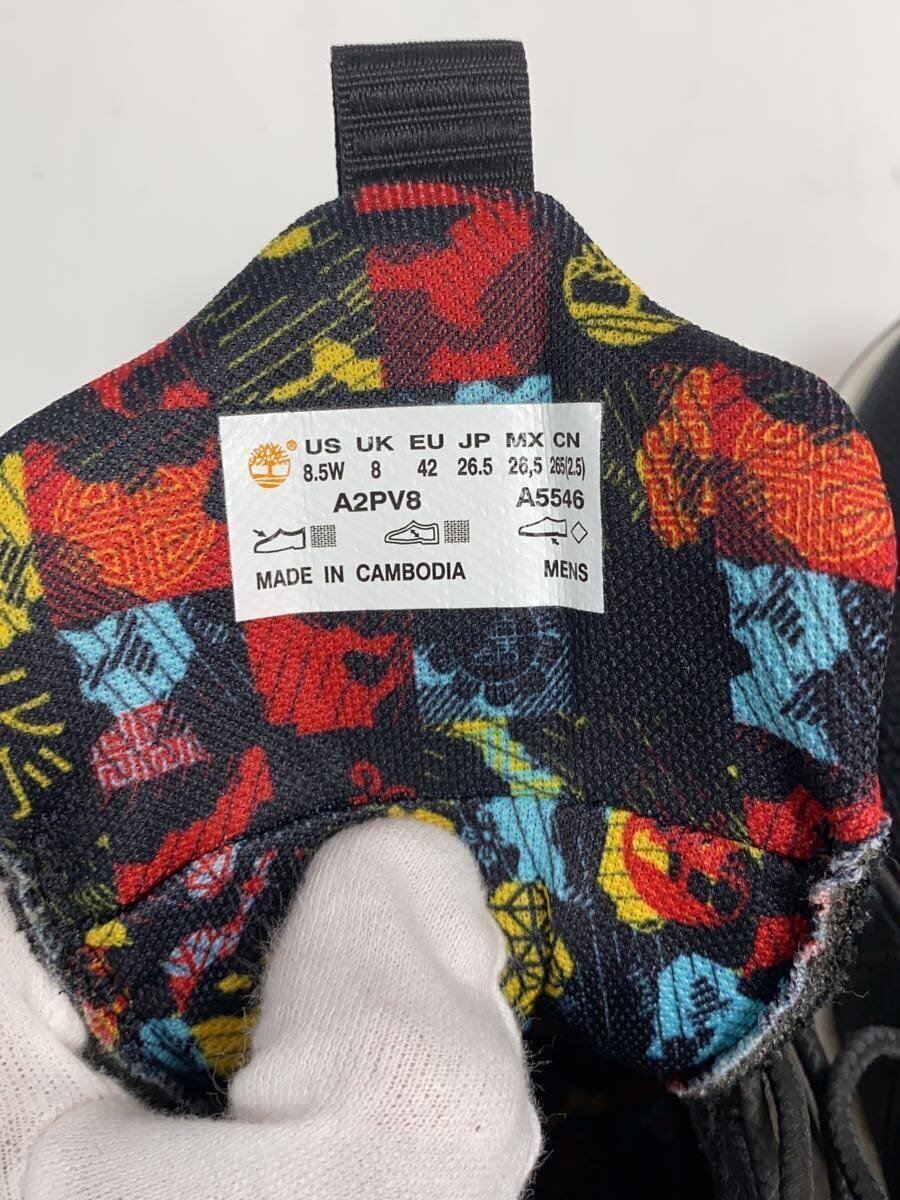 ® US UK EU JP MX CN
8.5W 8 42 26.5 26,5 265(2.5)
A2PV8 A5546
MADE IN CAMBODIA MENS